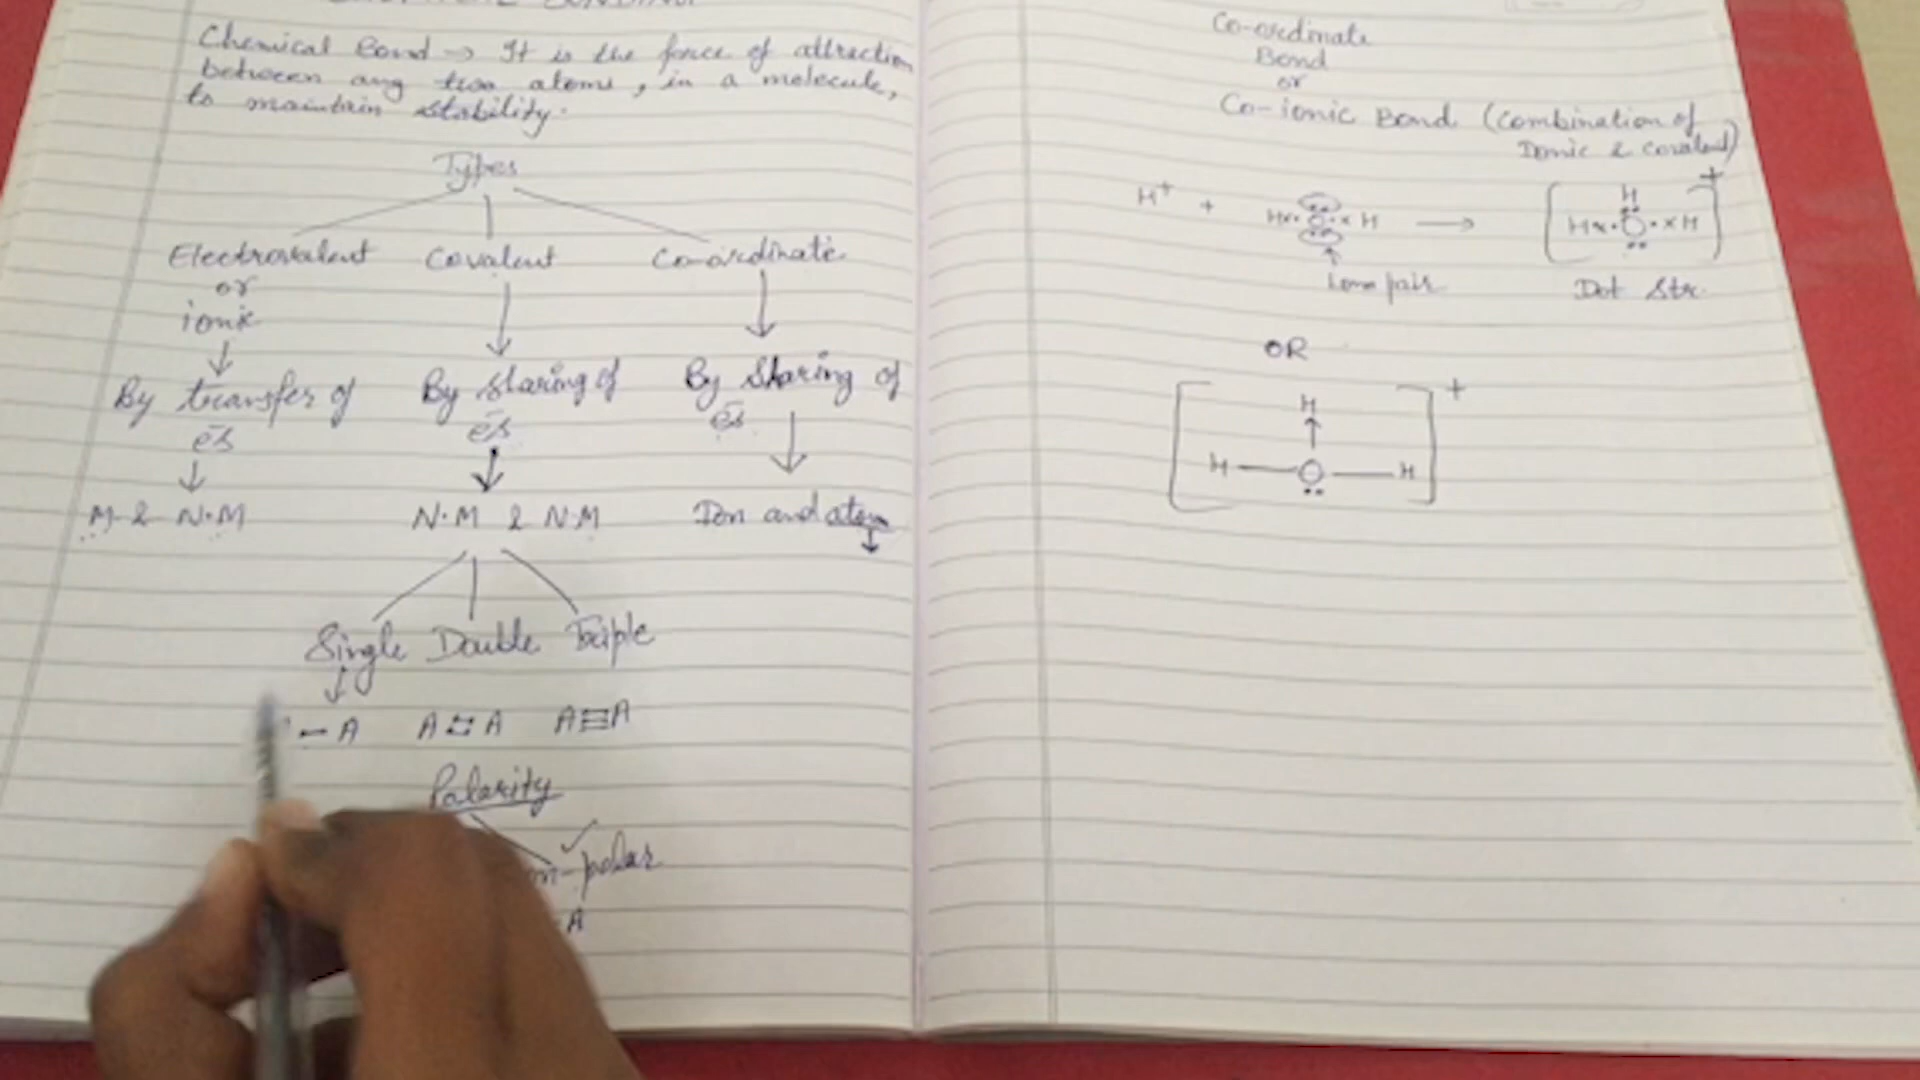 Chemical Bond → It is the force of attraction
between any two atoms, in a molecule,
to maintain stability.
Types
Electrovalent
or
ionic
↓
By transfer of
ēs
↓
M & N.M
Covalent
↓
By sharing of
ēs
↓
N.M & N.M
Co-ordinate
↓
By sharing of
ēs
↓
Ion and atom
↓
Single Double Triple
↓
– A A = A A ≡ A
Polarity
✓
-polar
A
Co-ordinate
Bond
or
Co-ionic Bond (combination of
Ionic & covalent)
H+ + H×•O•×H → [H×•O•×H]+
H
Lone pair
Dot Str.
OR
+
H
↑
H — O — H